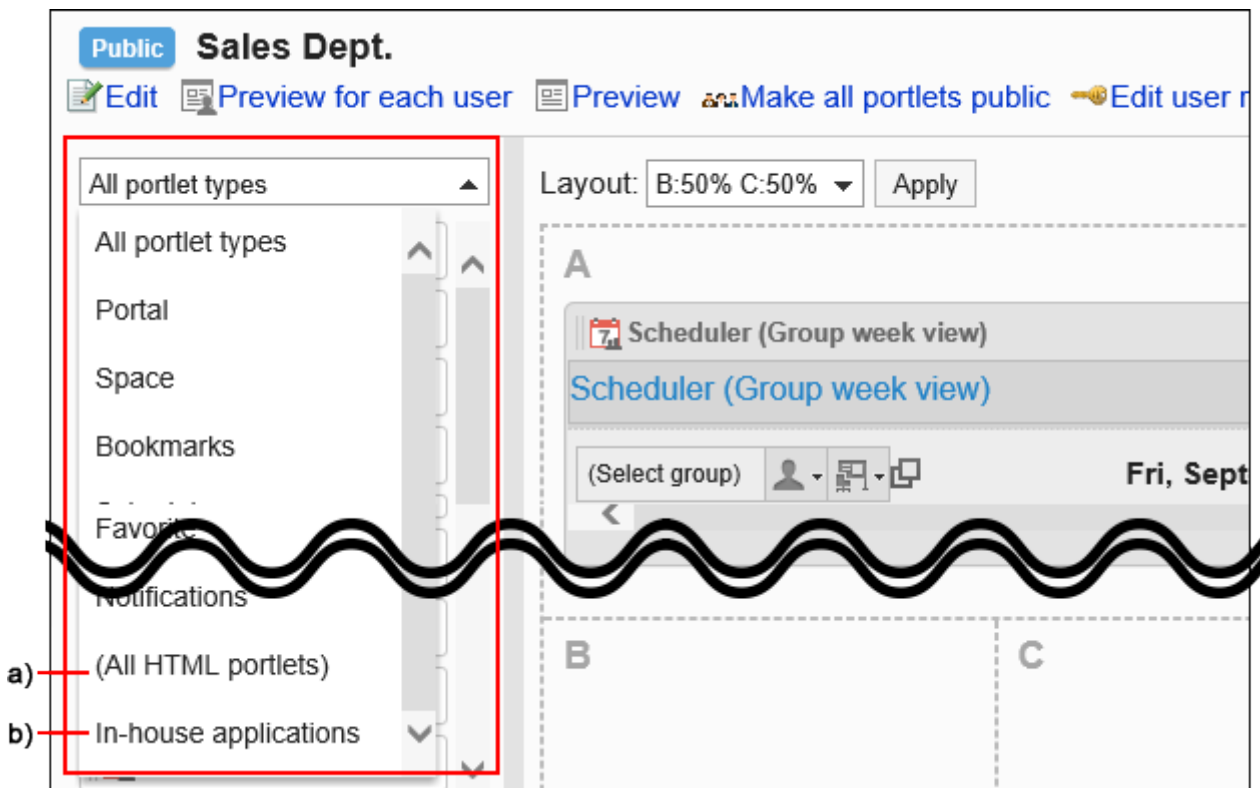 Public Sales Dept.
Edit Preview for each user Preview Make all portlets public Edit user
All portlet types
Layout: B:50% C:50% Apply
All portlet types
Portal
Space
Bookmarks
Favorite
Notifications
a) (All HTML portlets)
b) In-house applications
A
7 Scheduler (Group week view)
Scheduler (Group week view)
(Select group) Fri, Sept
B C